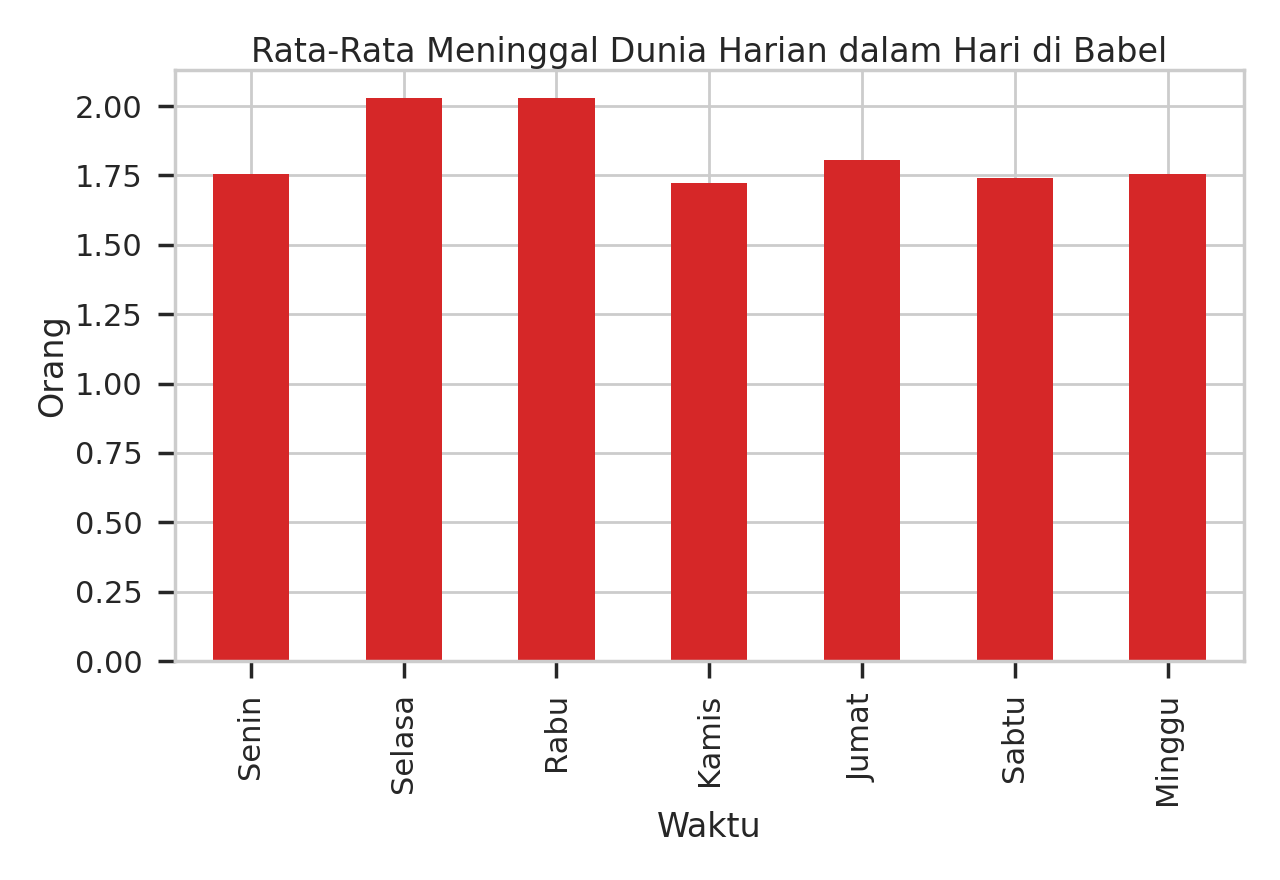 Rata-Rata Meninggal Dunia Harian dalam Hari di Babel
Orang
2.00
1.75
1.50
1.25
1.00
0.75
0.50
0.25
0.00
Senin
Selasa
Rabu
Kamis
Jumat
Sabtu
Minggu
Waktu